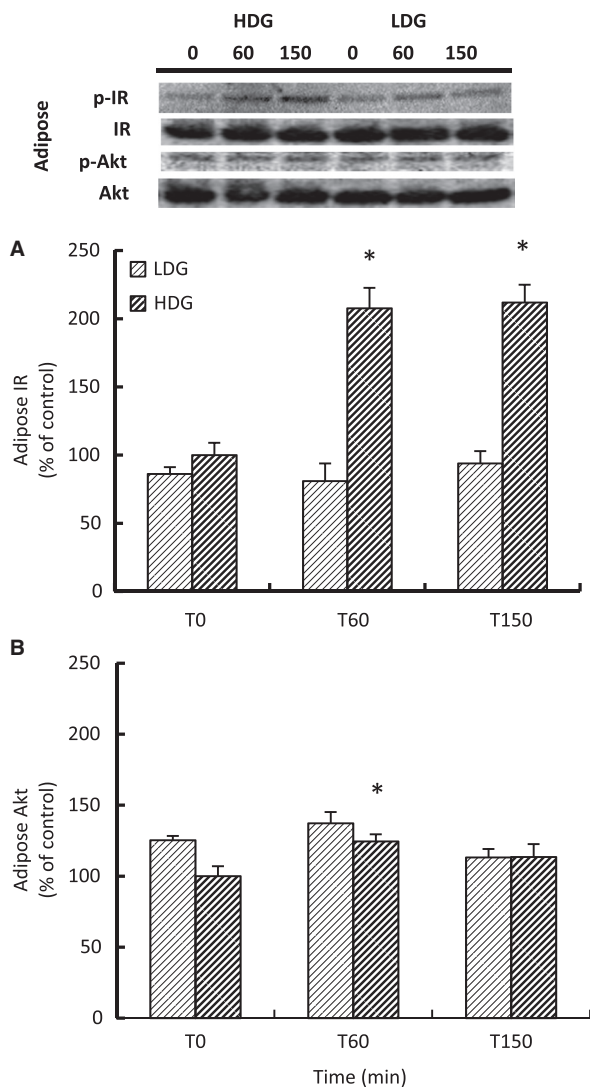 HDG LDG
0 60 150 0 60 150
Adipose
p-IR
IR
p-Akt
Akt
A
250
200
150
100
50
0
Adipose IR
(% of control)
LDG
HDG
*
*
T0 T60 T150
B
250
200
150
100
50
0
Adipose Akt
(% of control)
*
T0 T60 T150
Time (min)